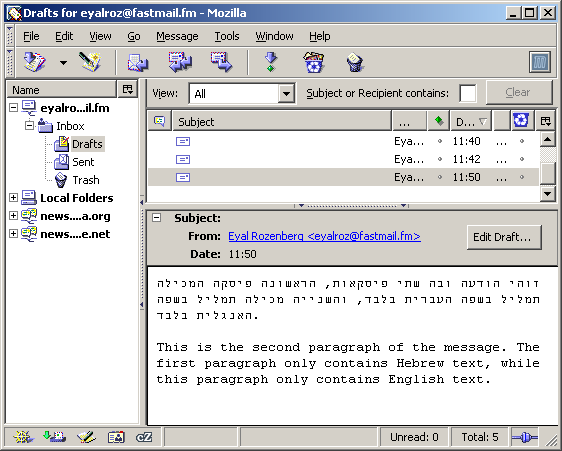 Drafts for eyalroz@fastmail.fm - Mozilla
File Edit View Go Message Tools Window Help
Name
eyalro...il.fm
Inbox
Drafts
Sent
Trash
Local Folders
news....a.org
news....e.net
View: All Subject or Recipient contains: Clear
Subject ... D... ...
Eya... 11:40 ...
Eya... 11:42 ...
Eya... 11:50 ...
Subject:
From: Eyal Rozenberg <eyalroz@fastmail.fm>
Date: 11:50
Edit Draft...
זוהי הודעה ובה שתי פיסקאות, הראשונה פיסקה המכילה
תמליל בשפה העברית בלבד, והשנייה מכילה תמליל בשפה
האנגלית בלבד.
This is the second paragraph of the message. The
first paragraph only contains Hebrew text, while
this paragraph only contains English text.
cZ
Unread: 0 Total: 5